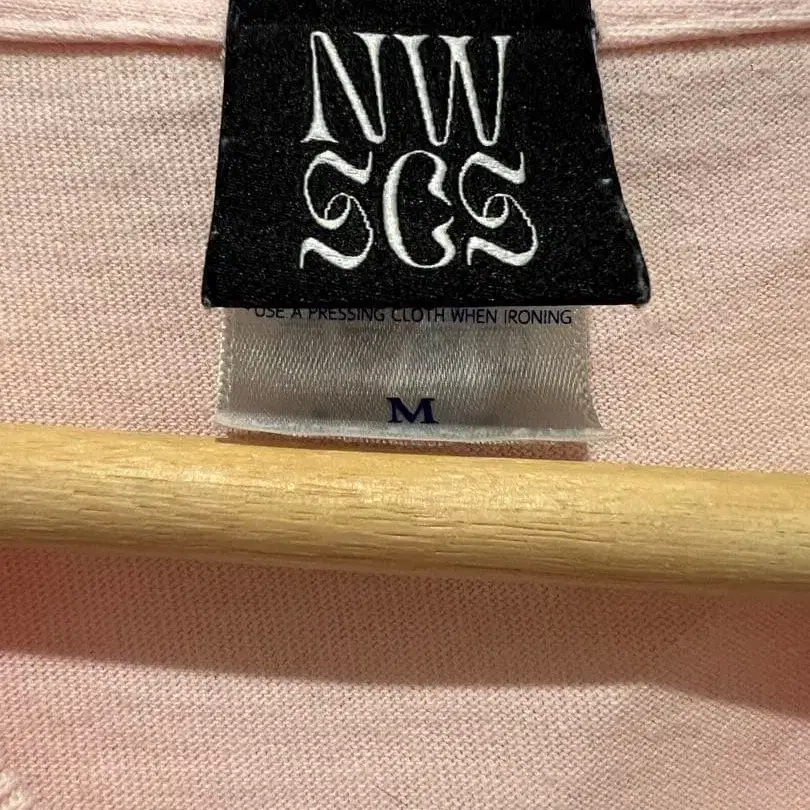 NW
SCS
USE A PRESSING CLOTH WHEN IRONING
M